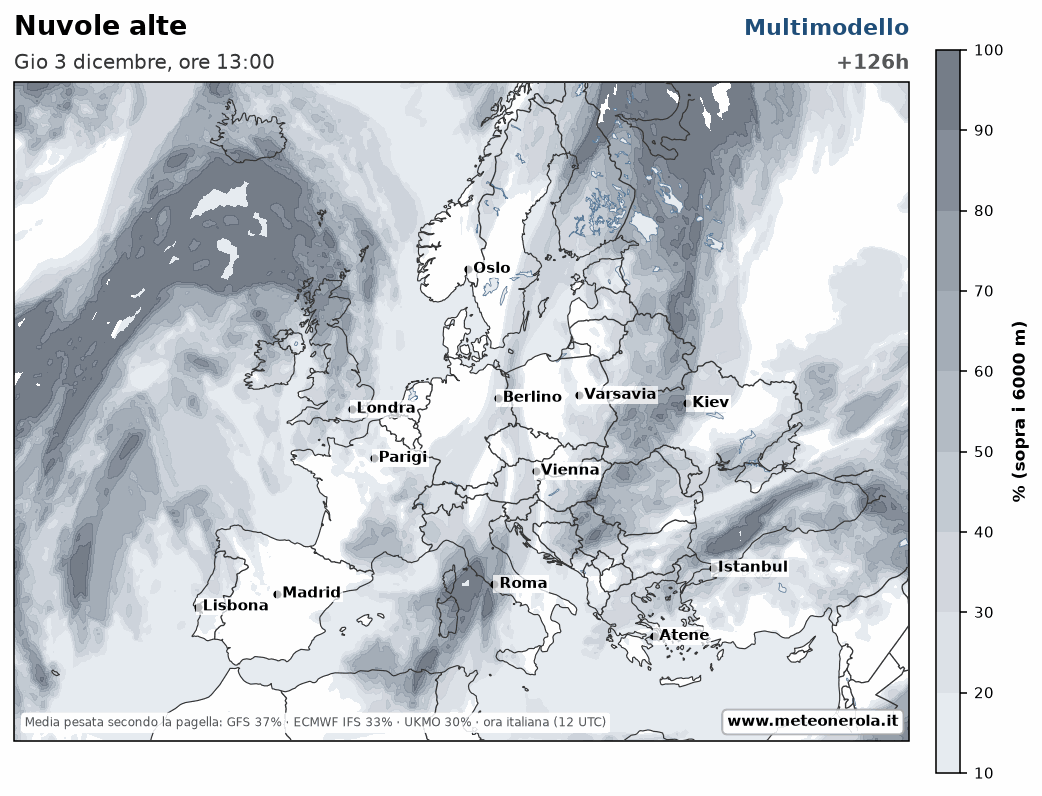 Nuvole alte
Multimodello
Gio 3 dicembre, ore 13:00
+126h
100
90
80
70
60
50
40
30
20
10
% (sopra i 6000 m)
Oslo
Berlino
Varsavia
Kiev
Londra
Parigi
Vienna
Istanbul
Roma
Madrid
Lisbona
Atene
Media pesata secondo la pagella: GFS 37% · ECMWF IFS 33% · UKMO 30% · ora italiana (12 UTC)
www.meteonerola.it